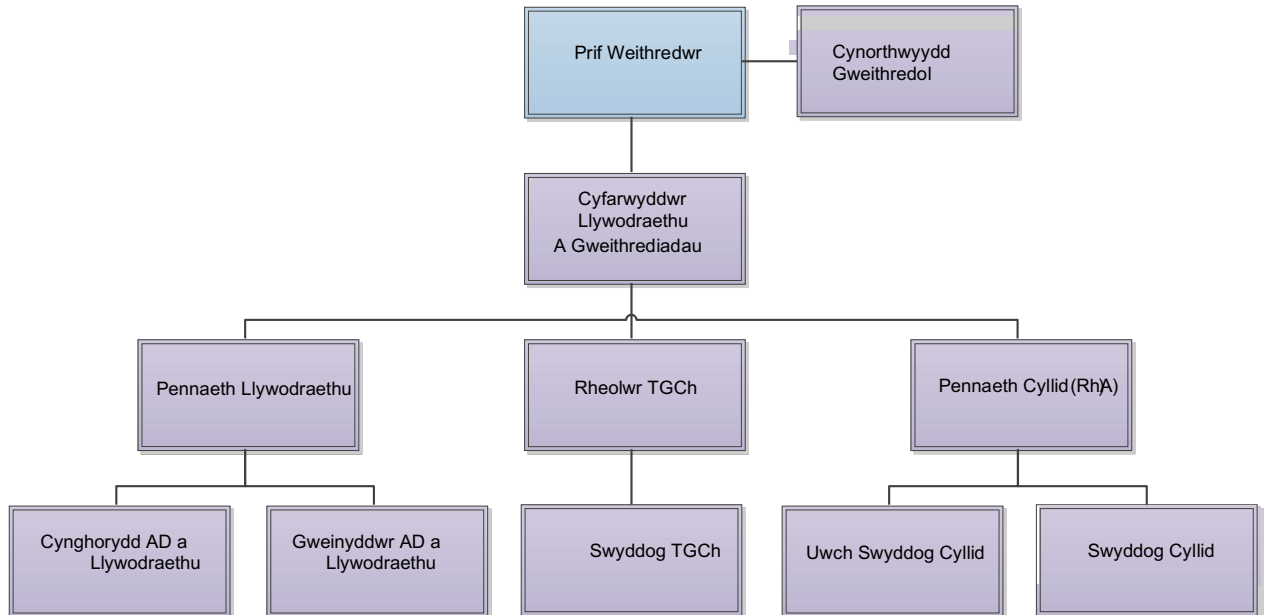 Prif Weithredwr
Cynorthwyydd
Gweithredol
Cyfarwyddwr
Llywodraethu
A Gweithrediadau
Pennaeth Llywodraethu
Rheolwr TGCh
Pennaeth Cyllid (RhA)
Cynghorydd AD a
Llywodraethu
Gweinyddwr AD a
Llywodraethu
Swyddog TGCh
Uwch Swyddog Cyllid
Swyddog Cyllid